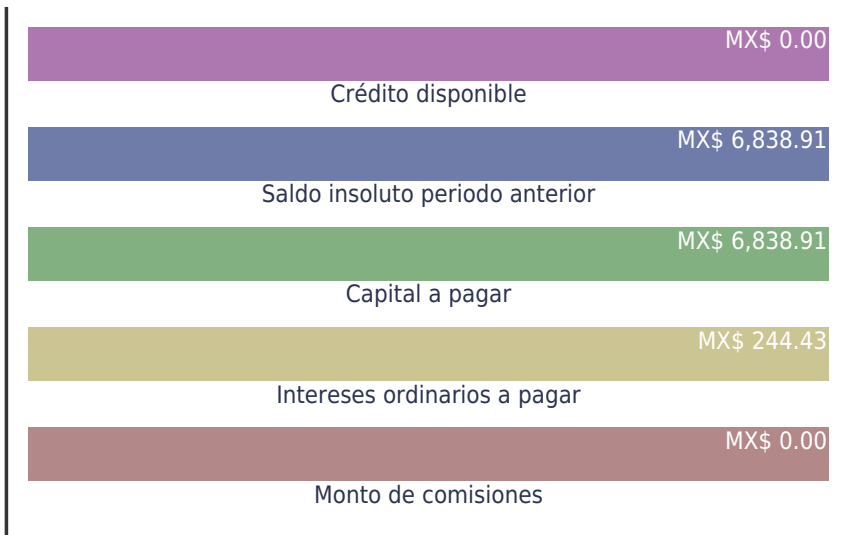 MX$ 0.00
Crédito disponible
MX$ 6,838.91
Saldo insoluto periodo anterior
MX$ 6,838.91
Capital a pagar
MX$ 244.43
Intereses ordinarios a pagar
MX$ 0.00
Monto de comisiones